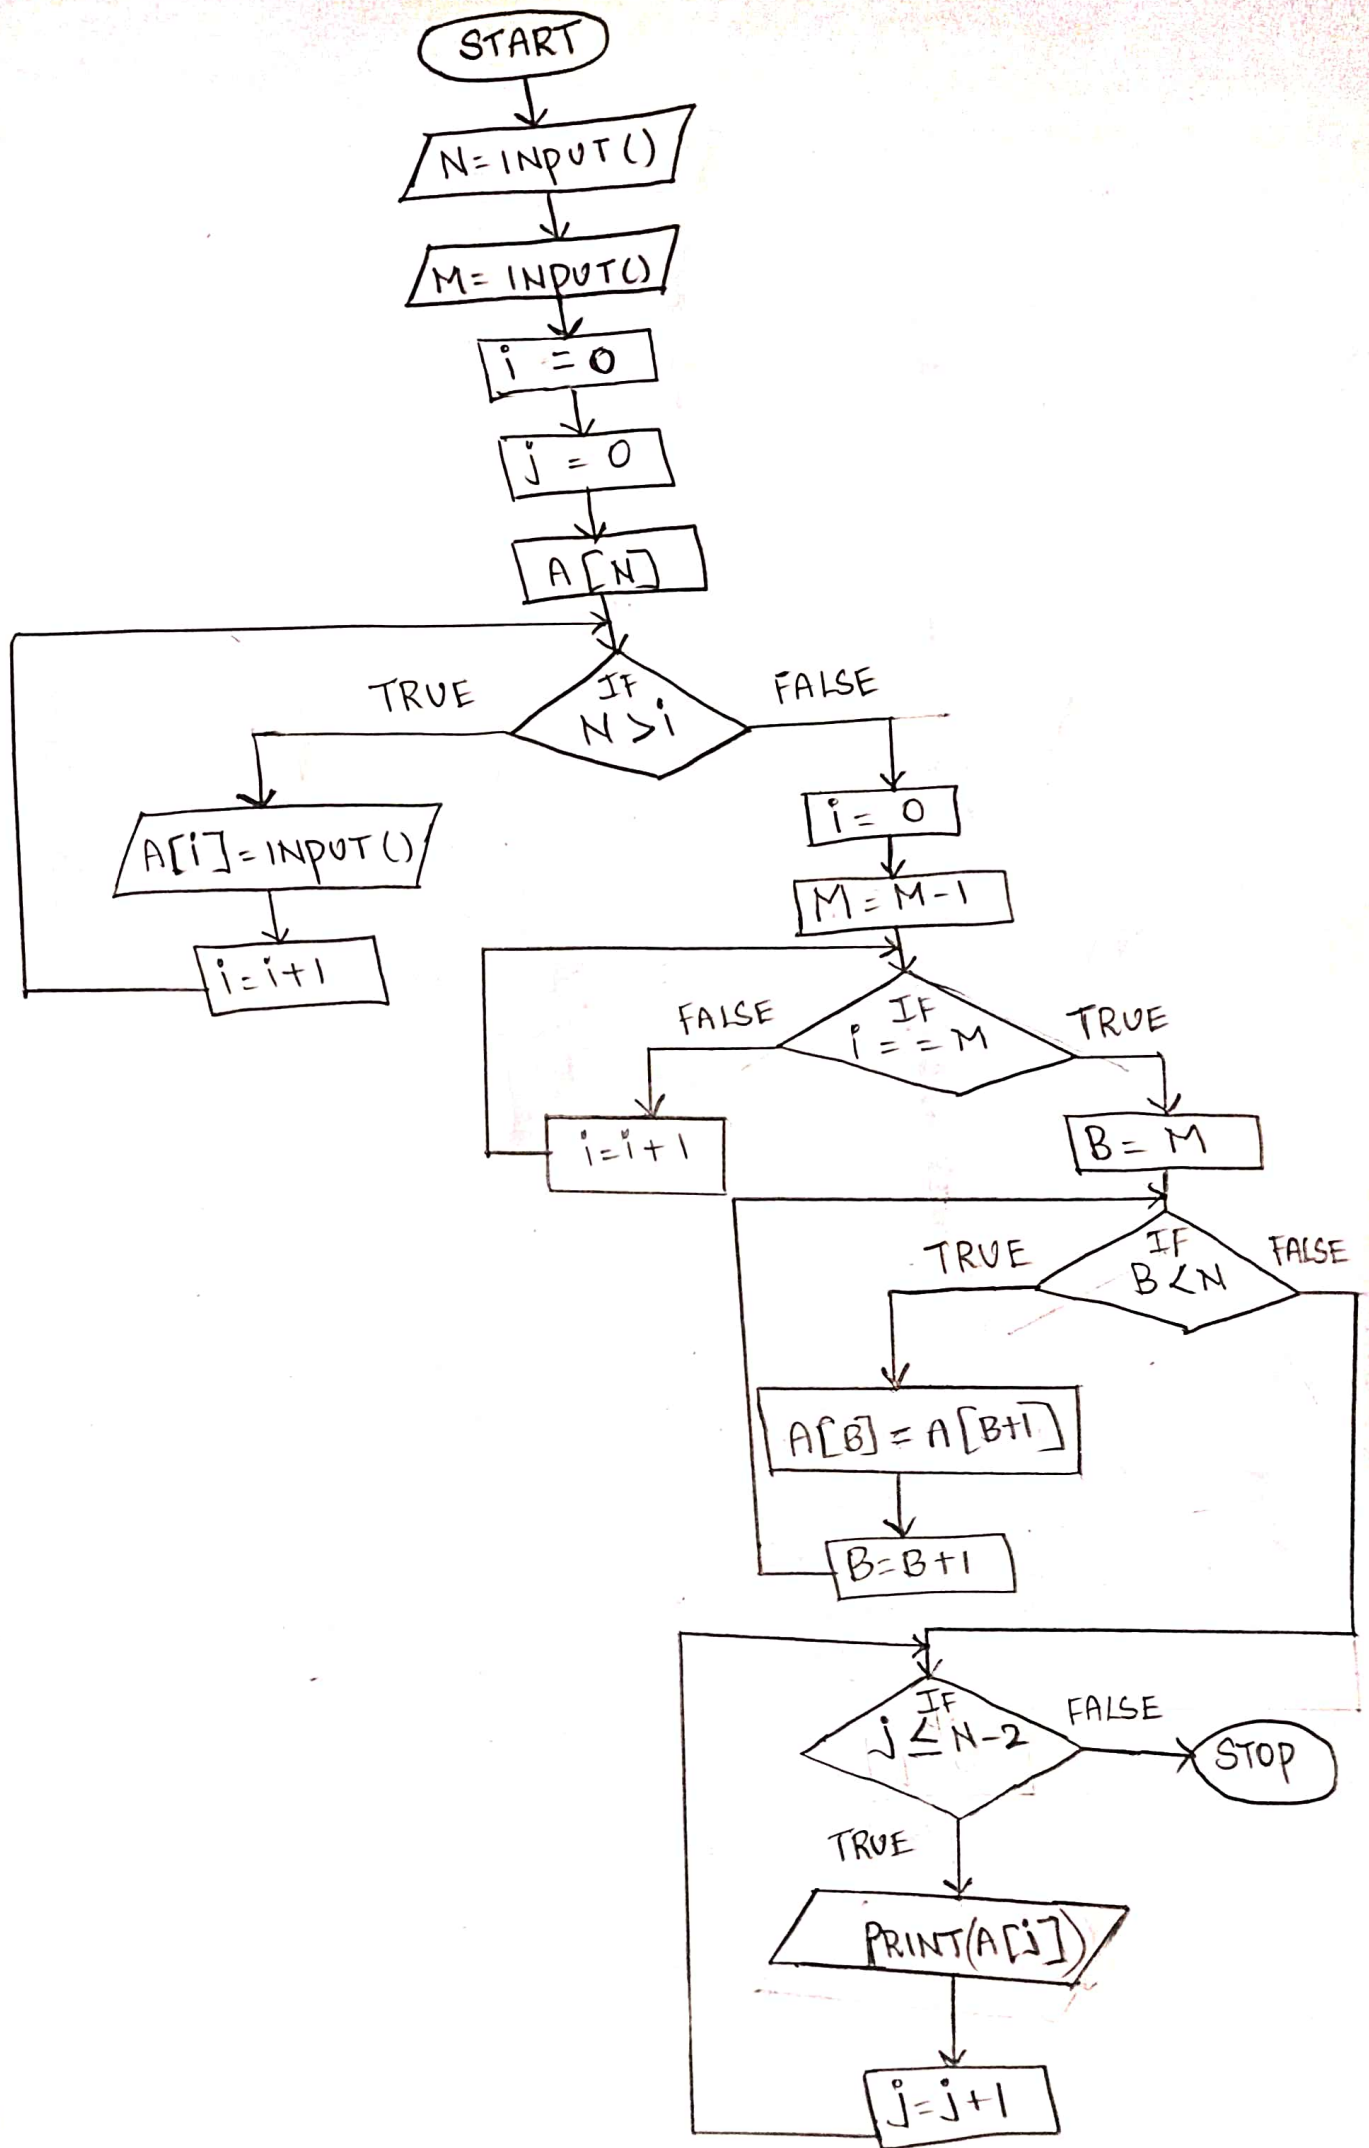 START
N=INPUT()
M=INPUT()
i=0
j=0
A[N]
IF
N>i
TRUE
FALSE
A[i]=INPUT()
i=i+1
i=0
M=M-1
IF
i==M
FALSE
TRUE
i=i+1
B=M
IF
B<N
TRUE
FALSE
A[B]=A[B+1]
B=B+1
IF
j≤N-2
FALSE
STOP
TRUE
PRINT(A[j])
j=j+1